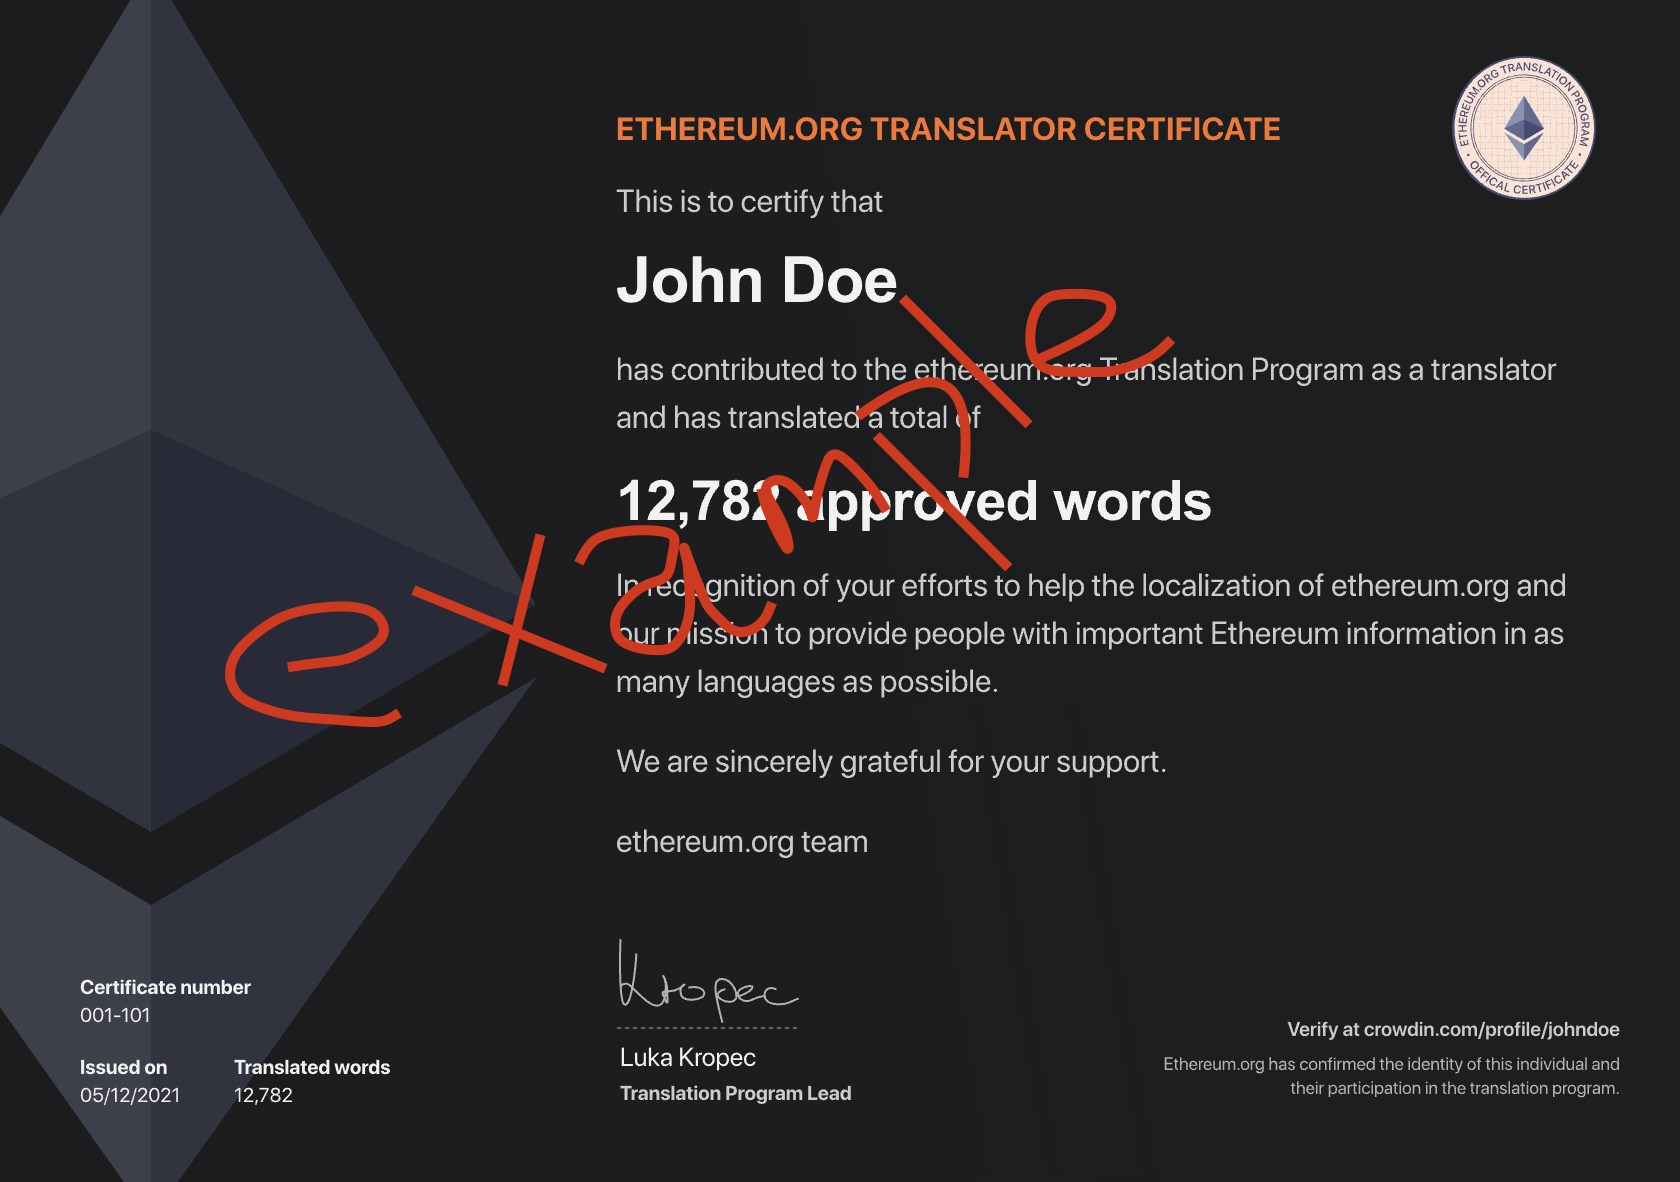 ETHEREUM.ORG TRANSLATION PROGRAM
• OFFICAL CERTIFICATE •
ETHEREUM.ORG TRANSLATOR CERTIFICATE
This is to certify that
John Doe
has contributed to the ethereum.org Translation Program as a translator
and has translated a total of
12,782 approved words
In recognition of your efforts to help the localization of ethereum.org and
our mission to provide people with important Ethereum information in as
many languages as possible.
We are sincerely grateful for your support.
ethereum.org team
example
Kropec
Luka Kropec
Translation Program Lead
Certificate number
001-101
Issued on
05/12/2021
Translated words
12,782
Verify at crowdin.com/profile/johndoe
Ethereum.org has confirmed the identity of this individual and
their participation in the translation program.